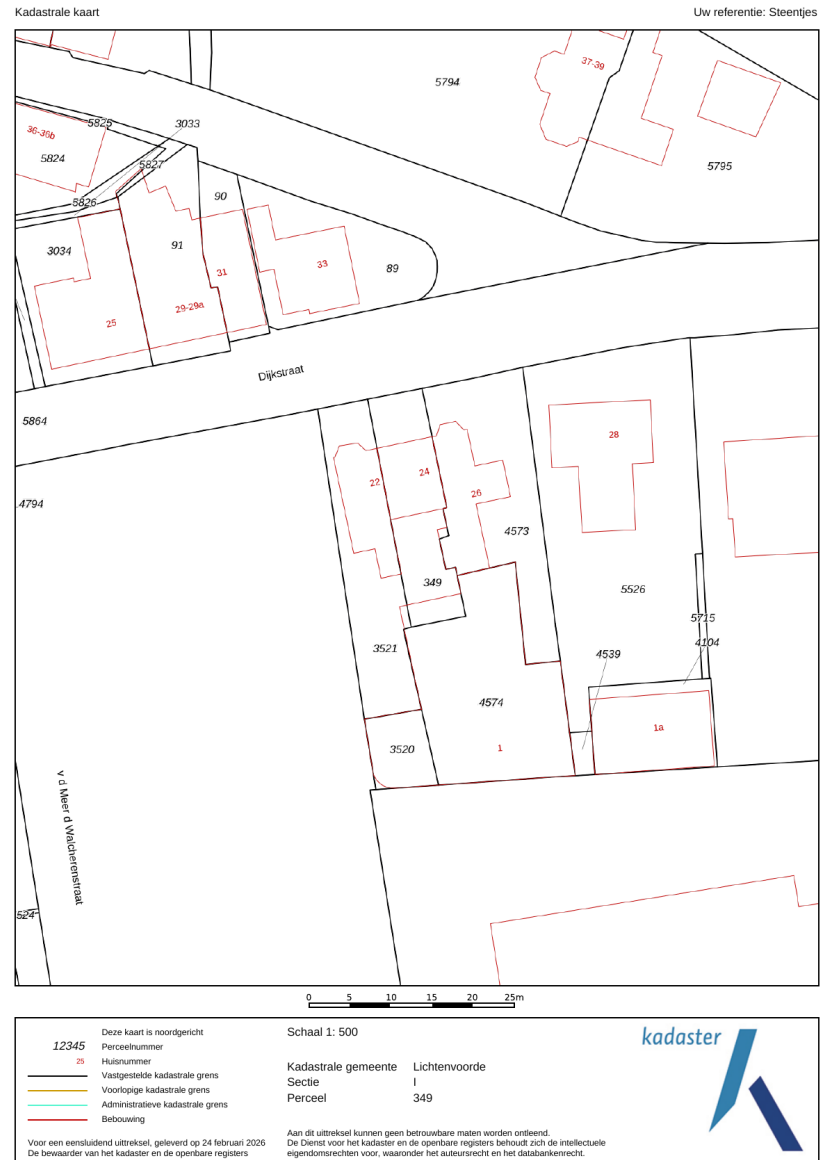 Kadastrale kaart
Uw referentie: Steentjes
37-39
5794
5825
3033
36-36b
5824
5827
5795
5826
90
3034
91
31
33
89
29-29a
25
Dijkstraat
5864
28
24
22
26
4794
4573
349
5526
5715
3521
4539
4104
4574
1a
3520
1
v d Meer d Walcherenstraat
524
0 5 10 15 20 25m
Deze kaart is noordgericht
12345 Perceelnummer
25 Huisnummer
Vastgestelde kadastrale grens
Voorlopige kadastrale grens
Administratieve kadastrale grens
Bebouwing
Voor een eensluidend uittreksel, geleverd op 24 februari 2026
De bewaarder van het kadaster en de openbare registers
Schaal 1: 500
Kadastrale gemeente Lichtenvoorde
Sectie I
Perceel 349
Aan dit uittreksel kunnen geen betrouwbare maten worden ontleend.
De Dienst voor het kadaster en de openbare registers behoudt zich de intellectuele
eigendomsrechten voor, waaronder het auteursrecht en het databankenrecht.
kadaster